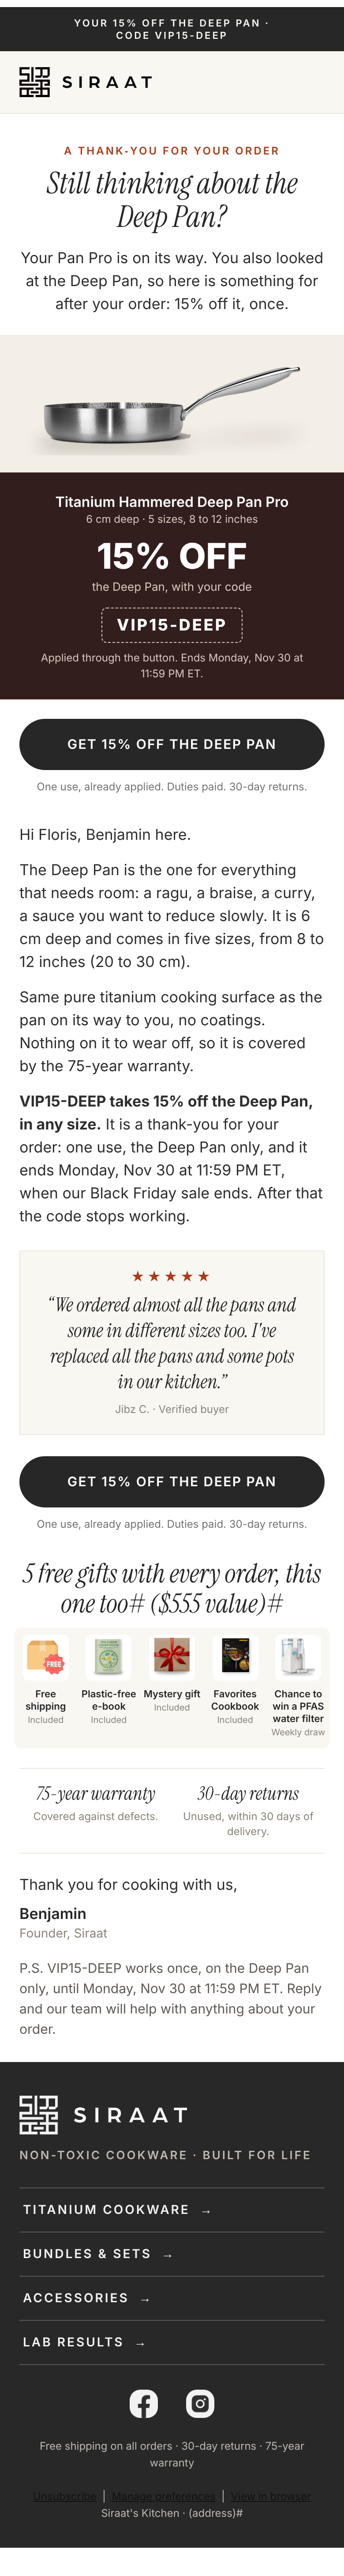 YOUR 15% OFF THE DEEP PAN ·
CODE VIP15-DEEP
SIRAAT
A THANK-YOU FOR YOUR ORDER
Still thinking about the
Deep Pan?
Your Pan Pro is on its way. You also looked
at the Deep Pan, so here is something for
after your order: 15% off it, once.
Titanium Hammered Deep Pan Pro
6 cm deep · 5 sizes, 8 to 12 inches
15% OFF
the Deep Pan, with your code
VIP15-DEEP
Applied through the button. Ends Monday, Nov 30 at
11:59 PM ET.
GET 15% OFF THE DEEP PAN
One use, already applied. Duties paid. 30-day returns.
Hi Floris, Benjamin here.
The Deep Pan is the one for everything
that needs room: a ragu, a braise, a curry,
a sauce you want to reduce slowly. It is 6
cm deep and comes in five sizes, from 8 to
12 inches (20 to 30 cm).
Same pure titanium cooking surface as the
pan on its way to you, no coatings.
Nothing on it to wear off, so it is covered
by the 75-year warranty.
VIP15-DEEP takes 15% off the Deep Pan,
in any size. It is a thank-you for your
order: one use, the Deep Pan only, and it
ends Monday, Nov 30 at 11:59 PM ET,
when our Black Friday sale ends. After that
the code stops working.
★★★★★
“We ordered almost all the pans and
some in different sizes too. I've
replaced all the pans and some pots
in our kitchen.”
Jibz C. · Verified buyer
GET 15% OFF THE DEEP PAN
One use, already applied. Duties paid. 30-day returns.
5 free gifts with every order, this
one too# ($555 value)#
FREE
Free
shipping
Included
Plastic-free
e-book
Included
Mystery gift
Included
Favorites
Cookbook
Included
Chance to
win a PFAS
water filter
Weekly draw
75-year warranty
Covered against defects.
30-day returns
Unused, within 30 days of
delivery.
Thank you for cooking with us,
Benjamin
Founder, Siraat
P.S. VIP15-DEEP works once, on the Deep Pan
only, until Monday, Nov 30 at 11:59 PM ET. Reply
and our team will help with anything about your
order.
SIRAAT
NON-TOXIC COOKWARE · BUILT FOR LIFE
TITANIUM COOKWARE →
BUNDLES & SETS →
ACCESSORIES →
LAB RESULTS →
Free shipping on all orders · 30-day returns · 75-year
warranty
Unsubscribe | Manage preferences | View in browser
Siraat's Kitchen · (address)#